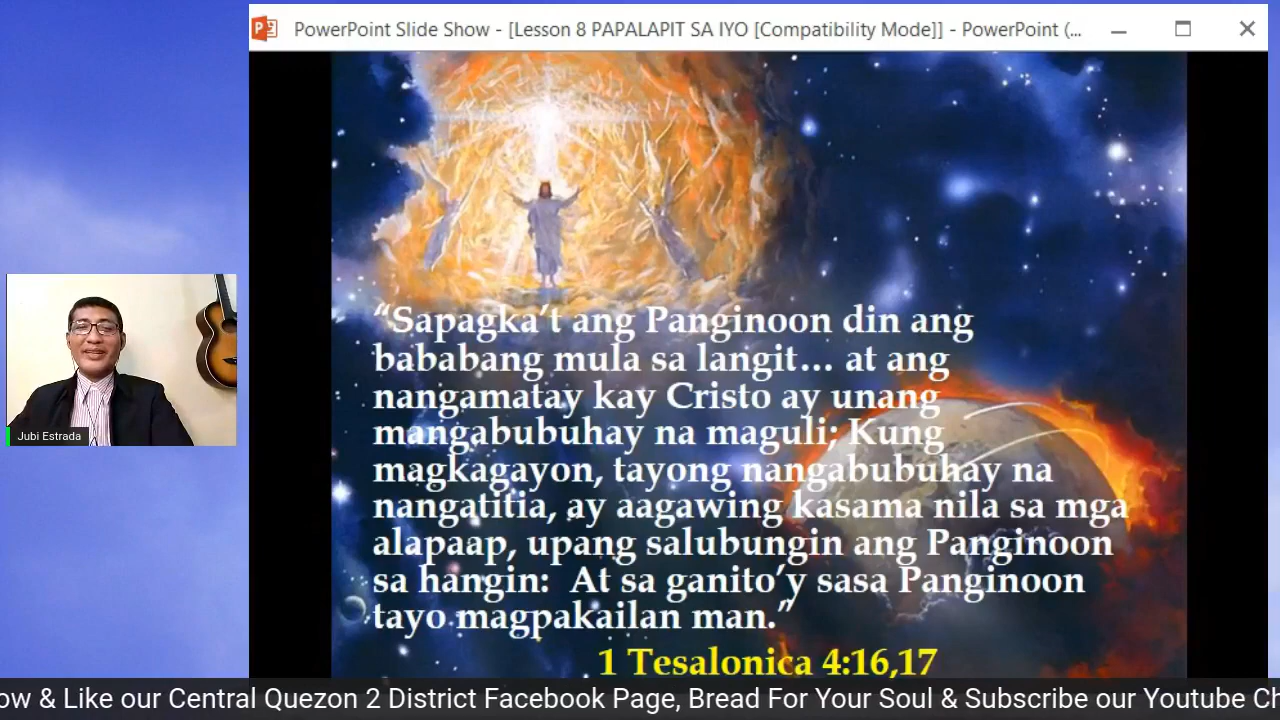 PowerPoint Slide Show - [Lesson 8 PAPALAPIT SA IYO [Compatibility Mode]] - PowerPoint (...
“Sapagka’t ang Panginoon din ang
bababang mula sa langit... at ang
nangamatay kay Cristo ay unang
mangabubuhay na maguli; Kung
magkagayon, tayong nangabubuhay na
nangatitia, ay aagawing kasama nila sa mga
alapaap, upang salubungin ang Panginoon
sa hangin: At sa ganito’y sasa Panginoon
tayo magpakailan man.”
1 Tesalonica 4:16,17
Jubi Estrada
ow & Like our Central Quezon 2 District Facebook Page, Bread For Your Soul & Subscribe our Youtube Ch